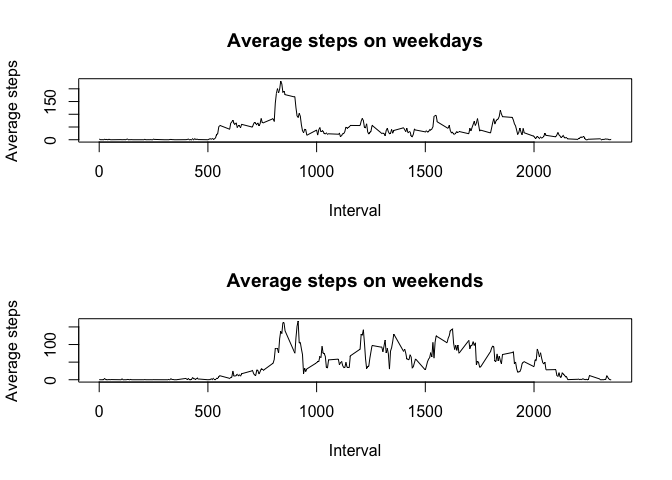 Average steps on weekdays
Average steps
0 150
0 500 1000 1500 2000
Interval
Average steps on weekends
Average steps
0 100
0 500 1000 1500 2000
Interval